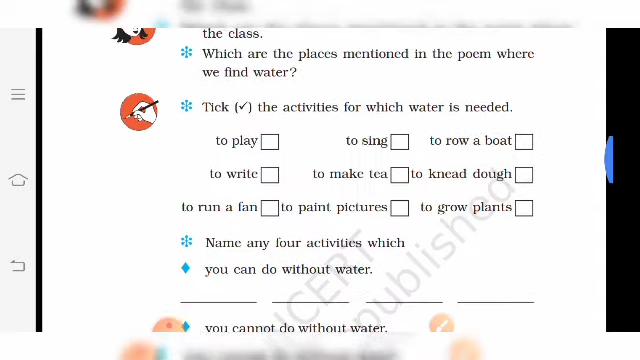 the class.
Which are the places mentioned in the poem where
we find water?
Tick (✓) the activities for which water is needed.
to play to sing to row a boat
to write to make tea to knead dough
to run a fan to paint pictures to grow plants
Name any four activities which
you can do without water.
you cannot do without water.
NCERT
published